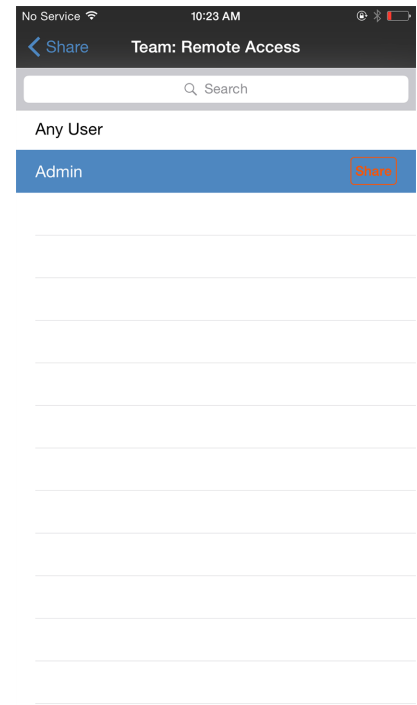 No Service 10:23 AM
Share Team: Remote Access
Search
Any User
Admin Share